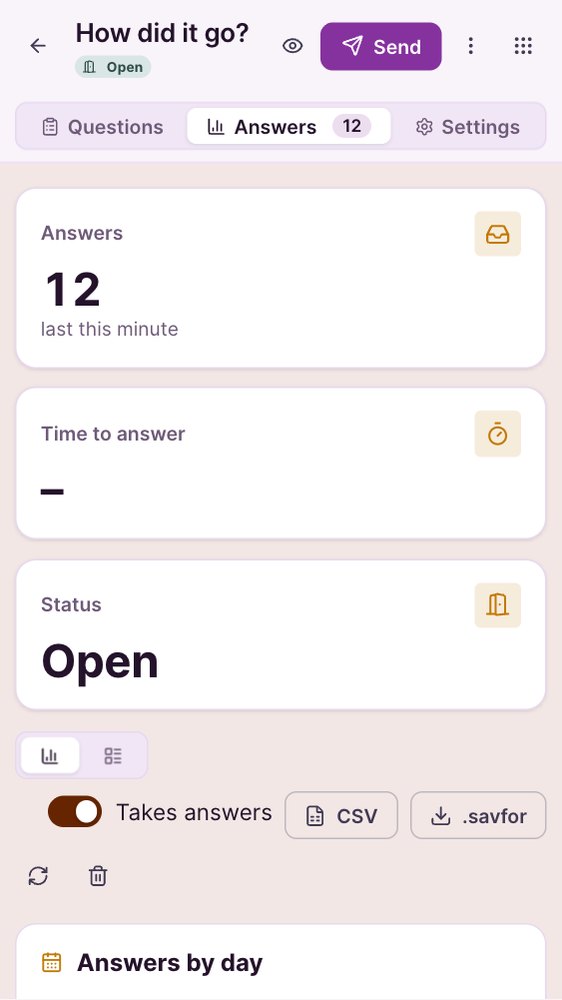 How did it go?
Open
Send
Questions
Answers 12
Settings
Answers
12
last this minute
Time to answer
–
Status
Open
Takes answers
CSV
.savfor
Answers by day